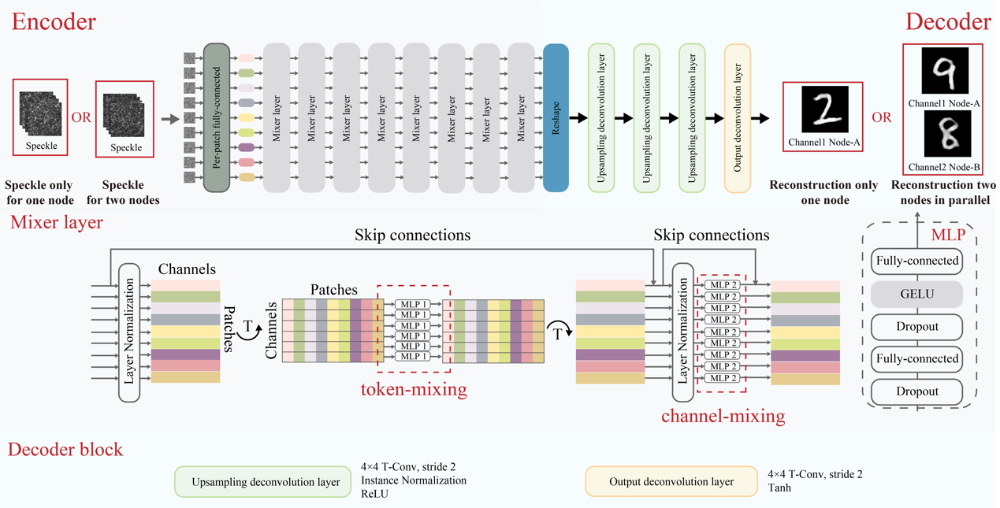 Encoder
Decoder
Speckle
OR
Speckle
Speckle only
for one node
Speckle
for two nodes
Per-patch fully-connected
Mixer layer
Mixer layer
Mixer layer
Mixer layer
Mixer layer
Mixer layer
Mixer layer
Mixer layer
Reshape
Upsampling deconvolution layer
Upsampling deconvolution layer
Upsampling deconvolution layer
Output deconvolution layer
2
Channel1 Node-A
OR
9
Channel1 Node-A
8
Channel2 Node-B
Reconstruction only
one node
Reconstruction two
nodes in parallel
Mixer layer
Skip connections
Skip connections
Layer Normalization
Channels
Patches
T
Patches
Channels
MLP 1
MLP 1
MLP 1
MLP 1
MLP 1
MLP 1
token-mixing
T
Layer Normalization
MLP 2
MLP 2
MLP 2
MLP 2
MLP 2
MLP 2
MLP 2
MLP 2
MLP 2
channel-mixing
MLP
Fully-connected
GELU
Dropout
Fully-connected
Dropout
Decoder block
Upsampling deconvolution layer
4×4 T-Conv, stride 2
Instance Normalization
ReLU
Output deconvolution layer
4×4 T-Conv, stride 2
Tanh